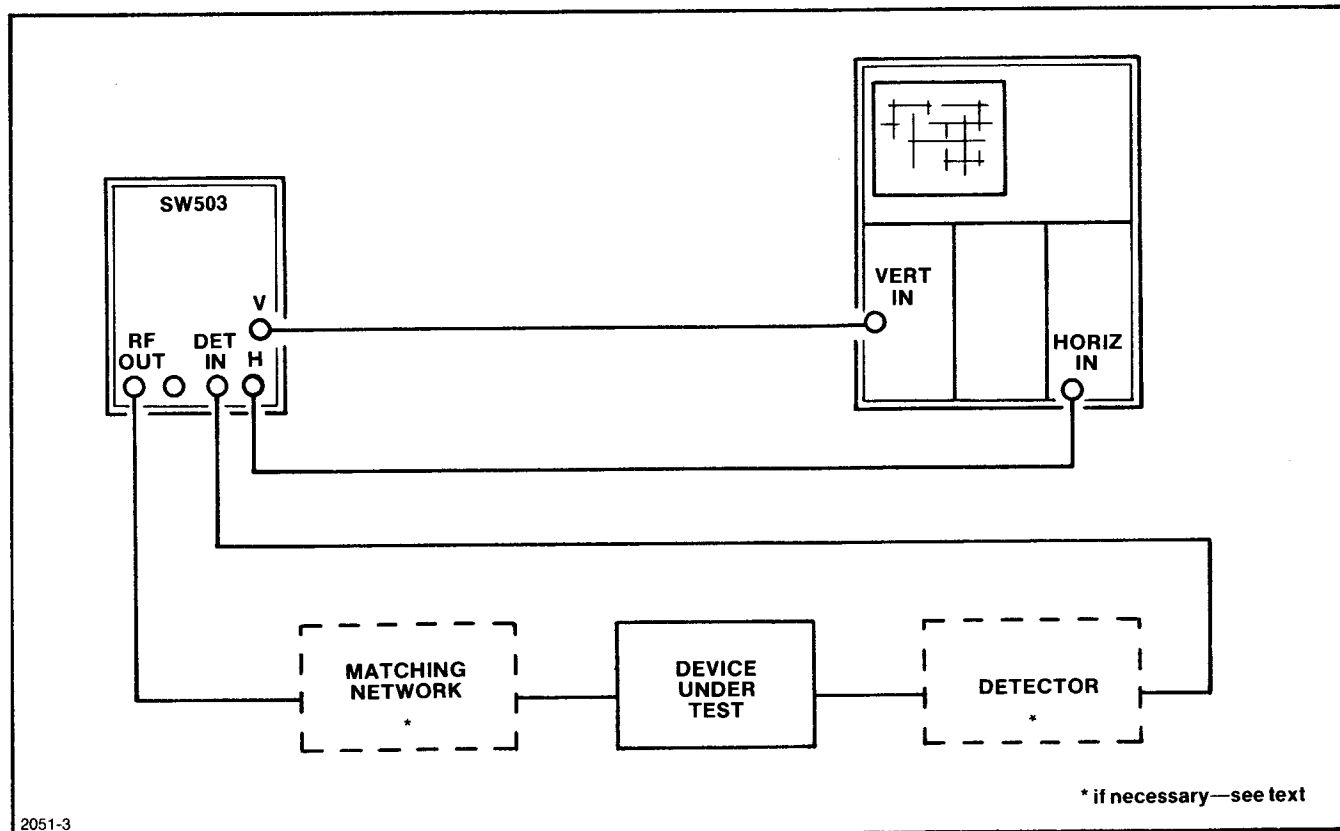 SW503
V
RF
OUT
DET
IN
H
VERT
IN
HORIZ
IN
MATCHING
NETWORK
*
DEVICE
UNDER
TEST
DETECTOR
*
* if necessary—see text
2051-3